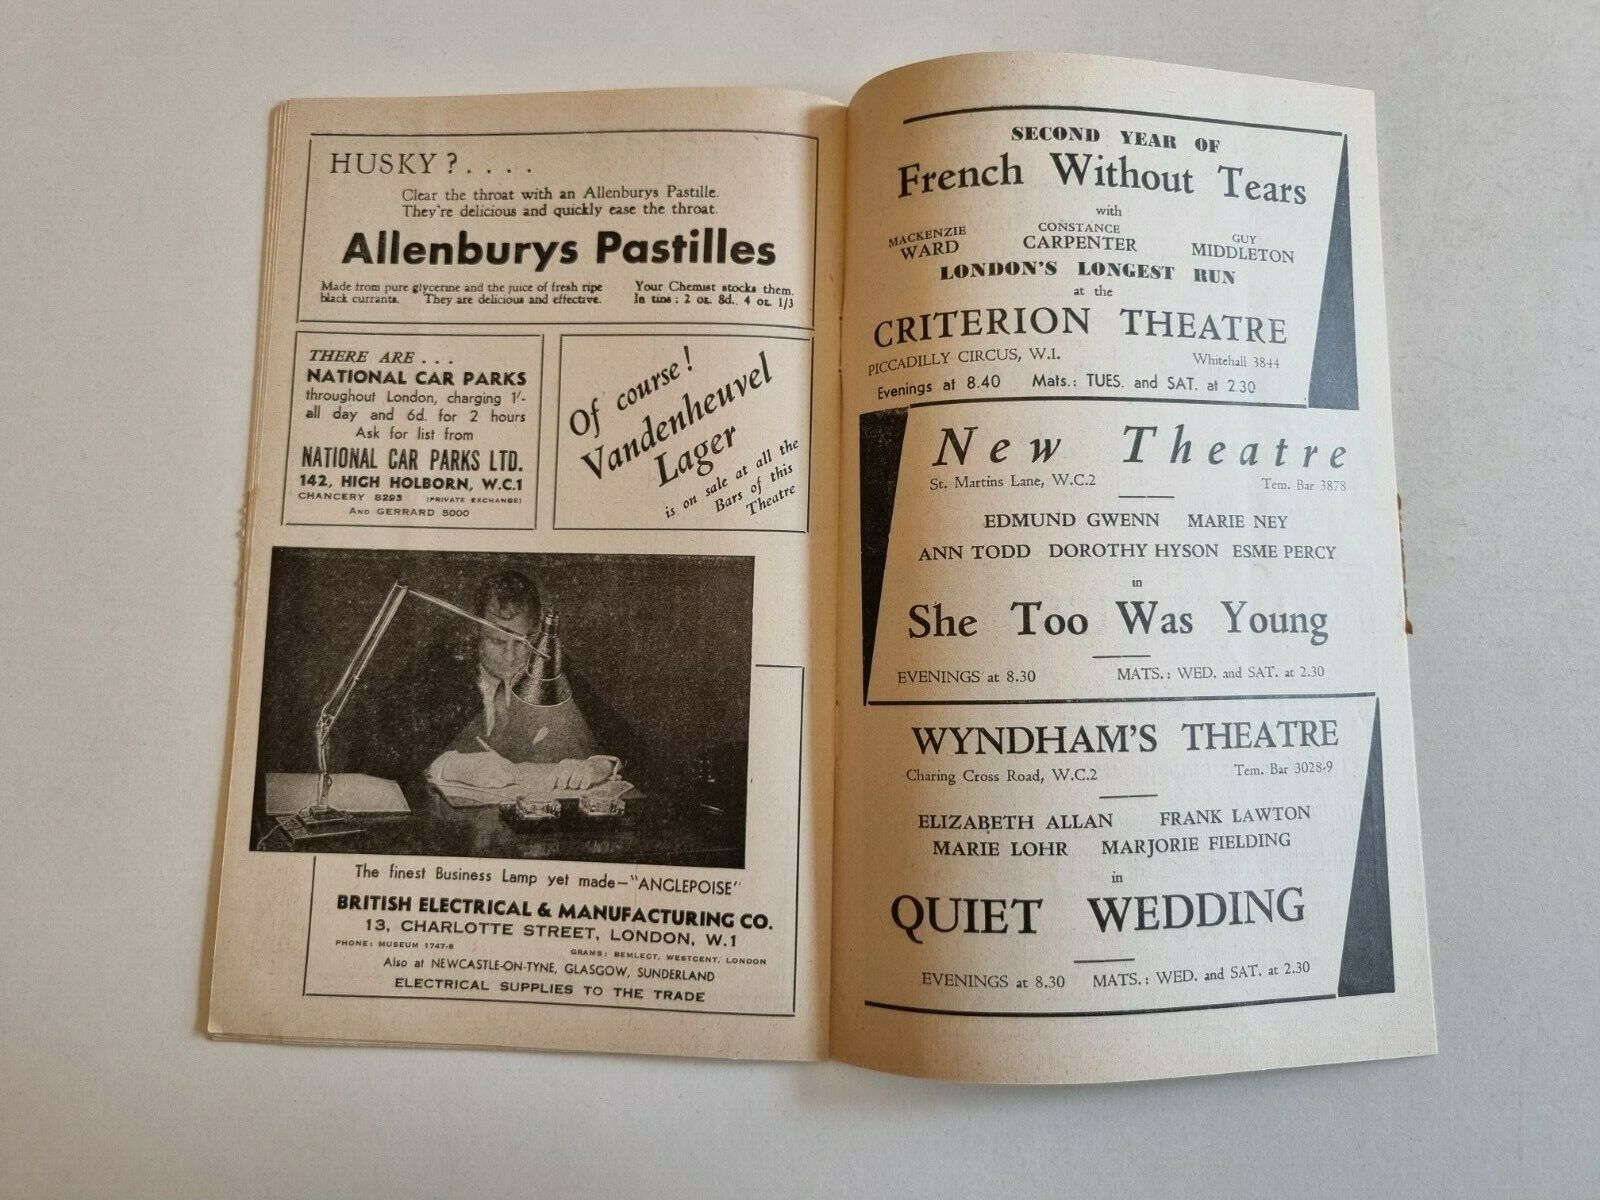 HUSKY ? . . . .
Clear the throat with an Allenburys Pastille.
They're delicious and quickly ease the throat.
Allenburys Pastilles
Made from pure glycerine and the juice of fresh ripe
black currants. They are delicious and effective.
Your Chemist stocks them.
In tins : 2 oz. 8d.. 4 oz. 1/3
THERE ARE . . .
NATIONAL CAR PARKS
throughout London, charging 1/-
all day and 6d. for 2 hours
Ask for list from
NATIONAL CAR PARKS LTD.
142, HIGH HOLBORN, W.C.1
CHANCERY 8293 (PRIVATE EXCHANGE)
AND GERRARD 5000
Of course !
Vandenheuvel
Lager
is on sale at all the
Bars of this
Theatre
The finest Business Lamp yet made—"ANGLEPOISE"
BRITISH ELECTRICAL & MANUFACTURING CO.
13, CHARLOTTE STREET, LONDON, W.1
PHONE: MUSEUM 1747-8 GRAMS: BEMLECT, WESTCENT, LONDON
Also at NEWCASTLE-ON-TYNE, GLASGOW, SUNDERLAND
ELECTRICAL SUPPLIES TO THE TRADE
SECOND YEAR OF
French Without Tears
with
MACKENZIE WARD
CONSTANCE CARPENTER
GUY MIDDLETON
LONDON'S LONGEST RUN
at the
CRITERION THEATRE
PICCADILLY CIRCUS, W.1. Whitehall 3844
Evenings at 8.40 Mats.: TUES. and SAT. at 2.30
New Theatre
St. Martins Lane, W.C.2 Tem. Bar 3878
EDMUND GWENN MARIE NEY
ANN TODD DOROTHY HYSON ESME PERCY
in
She Too Was Young
EVENINGS at 8.30 MATS.: WED. and SAT. at 2.30
WYNDHAM'S THEATRE
Charing Cross Road, W.C.2 Tem. Bar 3028-9
ELIZABETH ALLAN FRANK LAWTON
MARIE LOHR MARJORIE FIELDING
in
QUIET WEDDING
EVENINGS at 8.30 MATS.: WED. and SAT. at 2.30